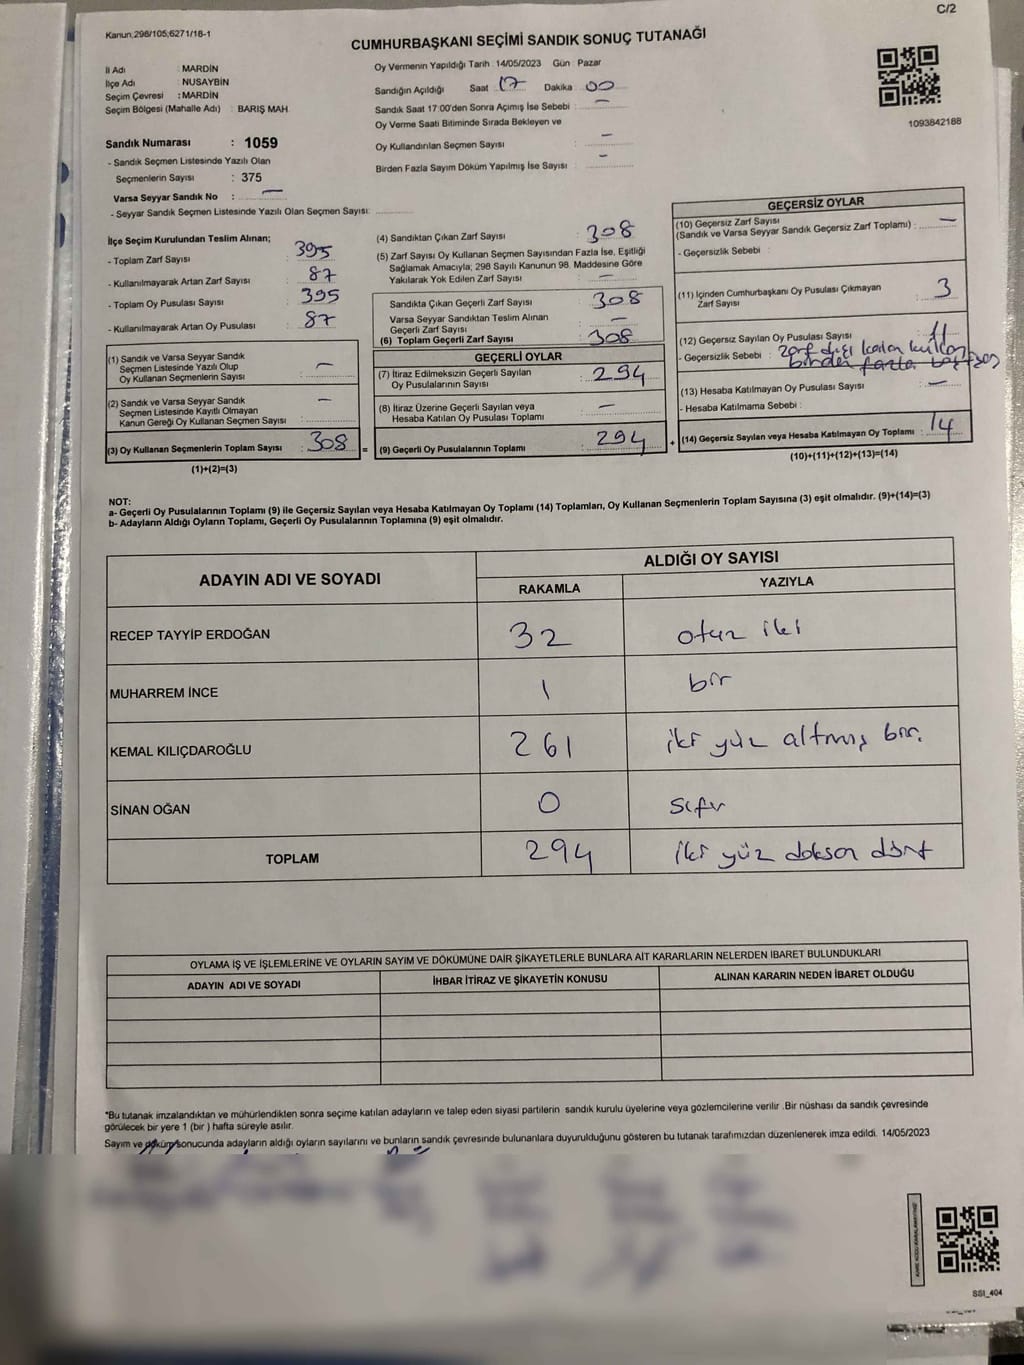 C/2
Kanun,298/105;6271/18-1
CUMHURBAŞKANI SEÇİMİ SANDIK SONUÇ TUTANAĞI
İl Adı : MARDİN
İlçe Adı : NUSAYBİN
Seçim Çevresi : MARDİN
Seçim Bölgesi (Mahalle Adı) : BARIŞ MAH.
Sandık Numarası : 1059
- Sandık Seçmen Listesinde Yazılı Olan
Seçmenlerin Sayısı : 375
Varsa Seyyar Sandık No : —
- Seyyar Sandık Seçmen Listesinde Yazılı Olan Seçmen Sayısı:
Oy Vermenin Yapıldığı Tarih : 14/05/2023 Gün : Pazar
Sandığın Açıldığı Saat 17 Dakika 00
Sandık Saat 17:00'den Sonra Açımış İse Sebebi : —
Oy Verme Saati Bitiminde Sırada Bekleyen ve
Oy Kullandırılan Seçmen Sayısı : —
Birden Fazla Sayım Döküm Yapılmış İse Sayısı : —
1093842188
İlçe Seçim Kurulundan Teslim Alınan;
- Toplam Zarf Sayısı : 395
- Kullanılmayarak Artan Zarf Sayısı : 87
- Toplam Oy Pusulası Sayısı : 395
- Kullanılmayarak Artan Oy Pusulası : 87
(1) Sandık ve Varsa Seyyar Sandık
Seçmen Listesinde Yazılı Olup
Oy Kullanan Seçmenlerin Sayısı : —
(2) Sandık ve Varsa Seyyar Sandık
Seçmen Listesinde Kayıtlı Olmayan
Kanun Gereği Oy Kullanan Seçmen Sayısı : —
(3) Oy Kullanan Seçmenlerin Toplam Sayısı : 308 =
(1)+(2)=(3)
(4) Sandıktan Çıkan Zarf Sayısı : 308
(5) Zarf Sayısı Oy Kullanan Seçmen Sayısından Fazla İse, Eşitliği
Sağlamak Amacıyla; 298 Sayılı Kanunun 98. Maddesine Göre
Yakılarak Yok Edilen Zarf Sayısı : —
Sandıkta Çıkan Geçerli Zarf Sayısı : 308
Varsa Seyyar Sandıktan Teslim Alınan
Geçerli Zarf Sayısı : —
(6) Toplam Geçerli Zarf Sayısı : 308
GEÇERLİ OYLAR
(7) İtiraz Edilmeksizin Geçerli Sayılan
Oy Pusulalarının Sayısı : 294
(8) İtiraz Üzerine Geçerli Sayılan veya
Hesaba Katılan Oy Pusulası Toplamı : —
(9) Geçerli Oy Pusulalarının Toplamı : 294 +
GEÇERSİZ OYLAR
(10) Geçersiz Zarf Sayısı
(Sandık ve Varsa Seyyar Sandık Geçersiz Zarf Toplamı) : —
- Geçersizlik Sebebi :
(11) İçinden Cumhurbaşkanı Oy Pusulası Çıkmayan
Zarf Sayısı : 3
(12) Geçersiz Sayılan Oy Pusulası Sayısı : 11
- Geçersizlik Sebebi : Zarf dışı
birden fazla
(13) Hesaba Katılmayan Oy Pusulası Sayısı : —
- Hesaba Katılmama Sebebi :
(14) Geçersiz Sayılan veya Hesaba Katılmayan Oy Toplamı : 14
(10)+(11)+(12)+(13)=(14)
NOT:
a- Geçerli Oy Pusulalarının Toplamı (9) ile Geçersiz Sayılan veya Hesaba Katılmayan Oy Toplamı (14) Toplamları, Oy Kullanan Seçmenlerin Toplam Sayısına (3) eşit olmalıdır. (9)+(14)=(3)
b- Adayların Aldığı Oyların Toplamı, Geçerli Oy Pusulalarının Toplamına (9) eşit olmalıdır.
ADAYIN ADI VE SOYADI ALDIĞI OY SAYISI
RAKAMLA YAZIYLA
RECEP TAYYİP ERDOĞAN 32 otuz iki
MUHARREM İNCE 1 bir
KEMAL KILIÇDAROĞLU 261 iki yüz altmış bir.
SİNAN OĞAN 0 sıfır
TOPLAM 294 iki yüz doksan dört
OYLAMA İŞ VE İŞLEMLERİNE VE OYLARIN SAYIM VE DÖKÜMÜNE DAİR ŞİKAYETLERLE BUNLARA AİT KARARLARIN NELERDEN İBARET BULUNDUKLARI
ADAYIN ADI VE SOYADI İHBAR İTİRAZ VE ŞİKAYETİN KONUSU ALINAN KARARIN NEDEN İBARET OLDUĞU
*Bu tutanak imzalandıktan ve mühürlendikten sonra seçime katılan adayların ve talep eden siyasi partilerin sandık kurulu üyelerine veya gözlemcilerine verilir .Bir nüshası da sandık çevresinde
görülecek bir yere 1 (bir ) hafta süreyle asılır.
Sayım ve döküm sonucunda adayların aldığı oyların sayılarını ve bunların sandık çevresinde bulunanlara duyurulduğunu gösteren bu tutanak tarafımızdan düzenlenerek imza edildi. 14/05/2023
SSI_404